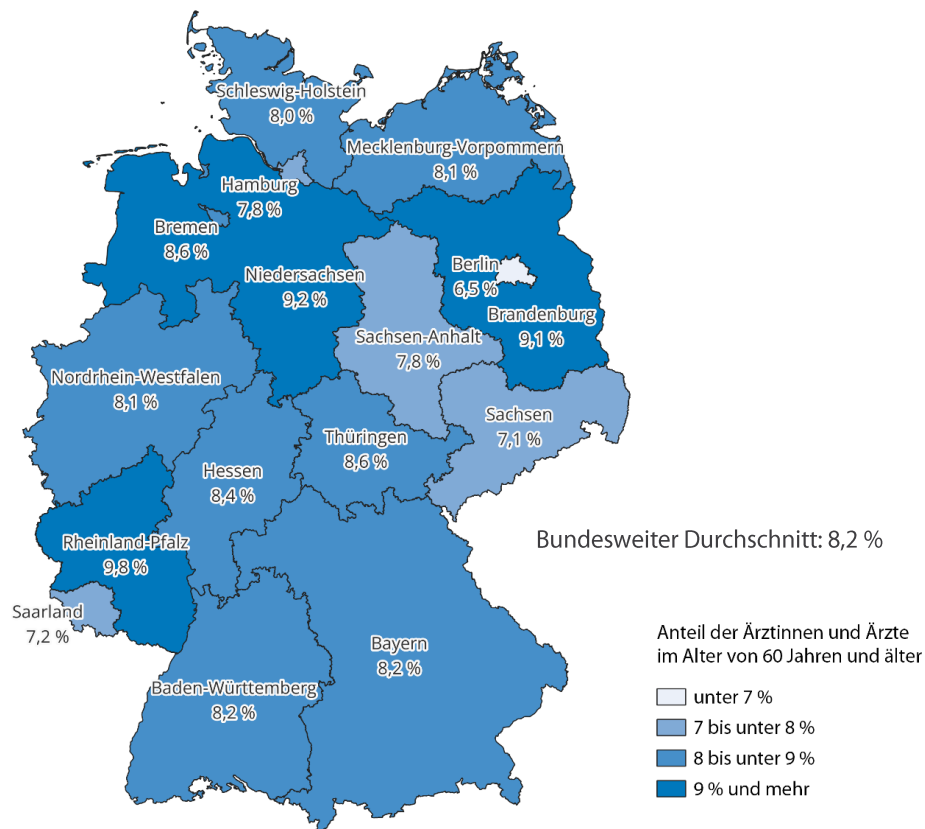 Schleswig-Holstein
8,0 %
Mecklenburg-Vorpommern
8,1 %
Hamburg
7,8 %
Bremen
8,6 %
Niedersachsen
9,2 %
Berlin
6,5 %
Brandenburg
9,1 %
Sachsen-Anhalt
7,8 %
Nordrhein-Westfalen
8,1 %
Sachsen
7,1 %
Thüringen
8,6 %
Hessen
8,4 %
Rheinland-Pfalz
9,8 %
Saarland
7,2 %
Bayern
8,2 %
Baden-Württemberg
8,2 %
Bundesweiter Durchschnitt: 8,2 %
Anteil der Ärztinnen und Ärzte
im Alter von 60 Jahren und älter
unter 7 %
7 bis unter 8 %
8 bis unter 9 %
9 % und mehr